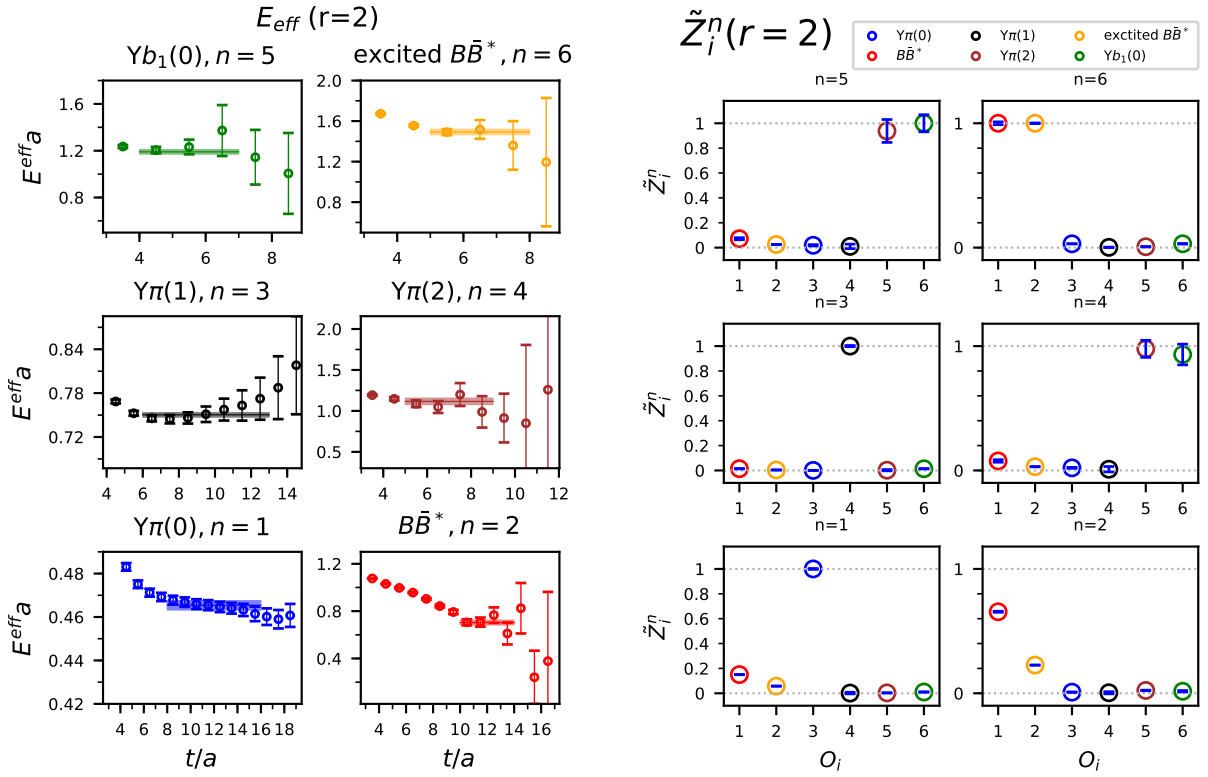 E_eff (r=2)
Υb₁(0), n = 5
excited BB̄*, n = 6
E^eff a
1.6
1.2
0.8
4 6 8
2.0
1.6
1.2
0.8
4 6 8
Υπ(1), n = 3
Υπ(2), n = 4
E^eff a
0.84
0.78
0.72
4 6 8 10 12 14
2.0
1.5
1.0
0.5
4 6 8 10 12
Υπ(0), n = 1
BB̄*, n = 2
E^eff a
0.48
0.46
0.44
0.42
4 6 8 10 12 14 16 18
1.2
0.8
0.4
4 6 8 10 12 14 16
t/a
t/a
Z̃ᵢⁿ(r = 2)
Υπ(0)
BB̄*
Υπ(1)
Υπ(2)
excited BB̄*
Υb₁(0)
n=5
n=6
Z̃ᵢⁿ
1
0.8
0.6
0.4
0.2
0
1 2 3 4 5 6
1
0
1 2 3 4 5 6
n=3
n=4
Z̃ᵢⁿ
1
0.8
0.6
0.4
0.2
0
1 2 3 4 5 6
1
0
1 2 3 4 5 6
n=1
n=2
Z̃ᵢⁿ
1
0.8
0.6
0.4
0.2
0
1 2 3 4 5 6
1
0
1 2 3 4 5 6
Oᵢ
Oᵢ